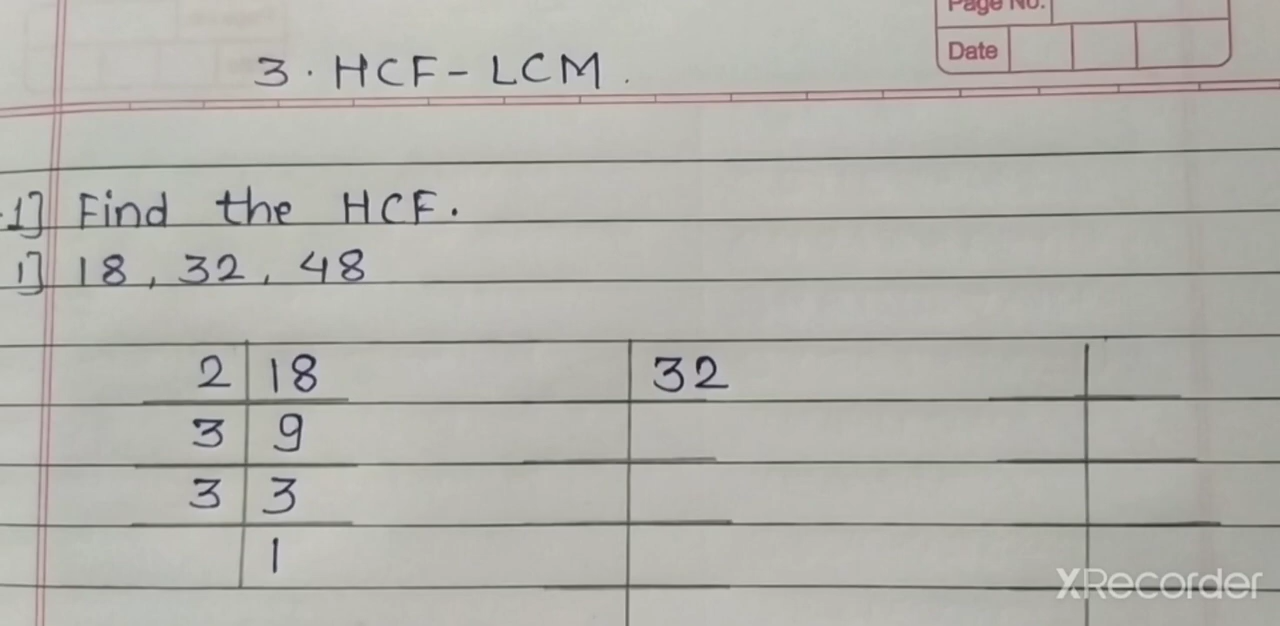 Page No.
Date
3. HCF - LCM.
1] Find the HCF.
1] 18, 32, 48
2 18 32
3 9
3 3
1
XRecorder